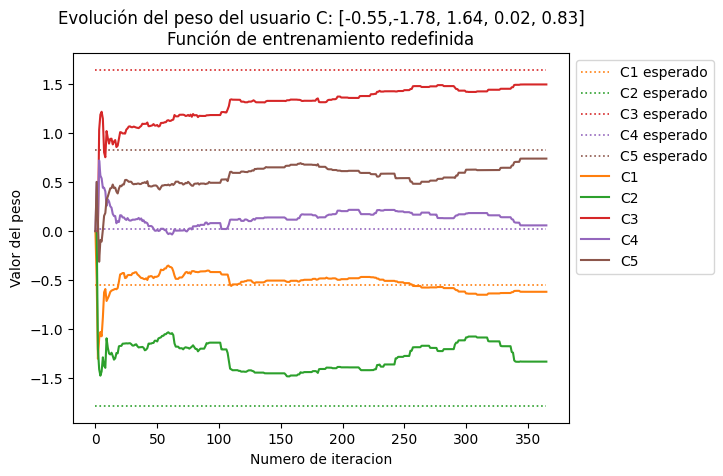 Evolución del peso del usuario C: [-0.55,-1.78, 1.64, 0.02, 0.83]
Función de entrenamiento redefinida
Valor del peso
1.5
1.0
0.5
0.0
−0.5
−1.0
−1.5
0 50 100 150 200 250 300 350
Numero de iteracion
C1 esperado
C2 esperado
C3 esperado
C4 esperado
C5 esperado
C1
C2
C3
C4
C5